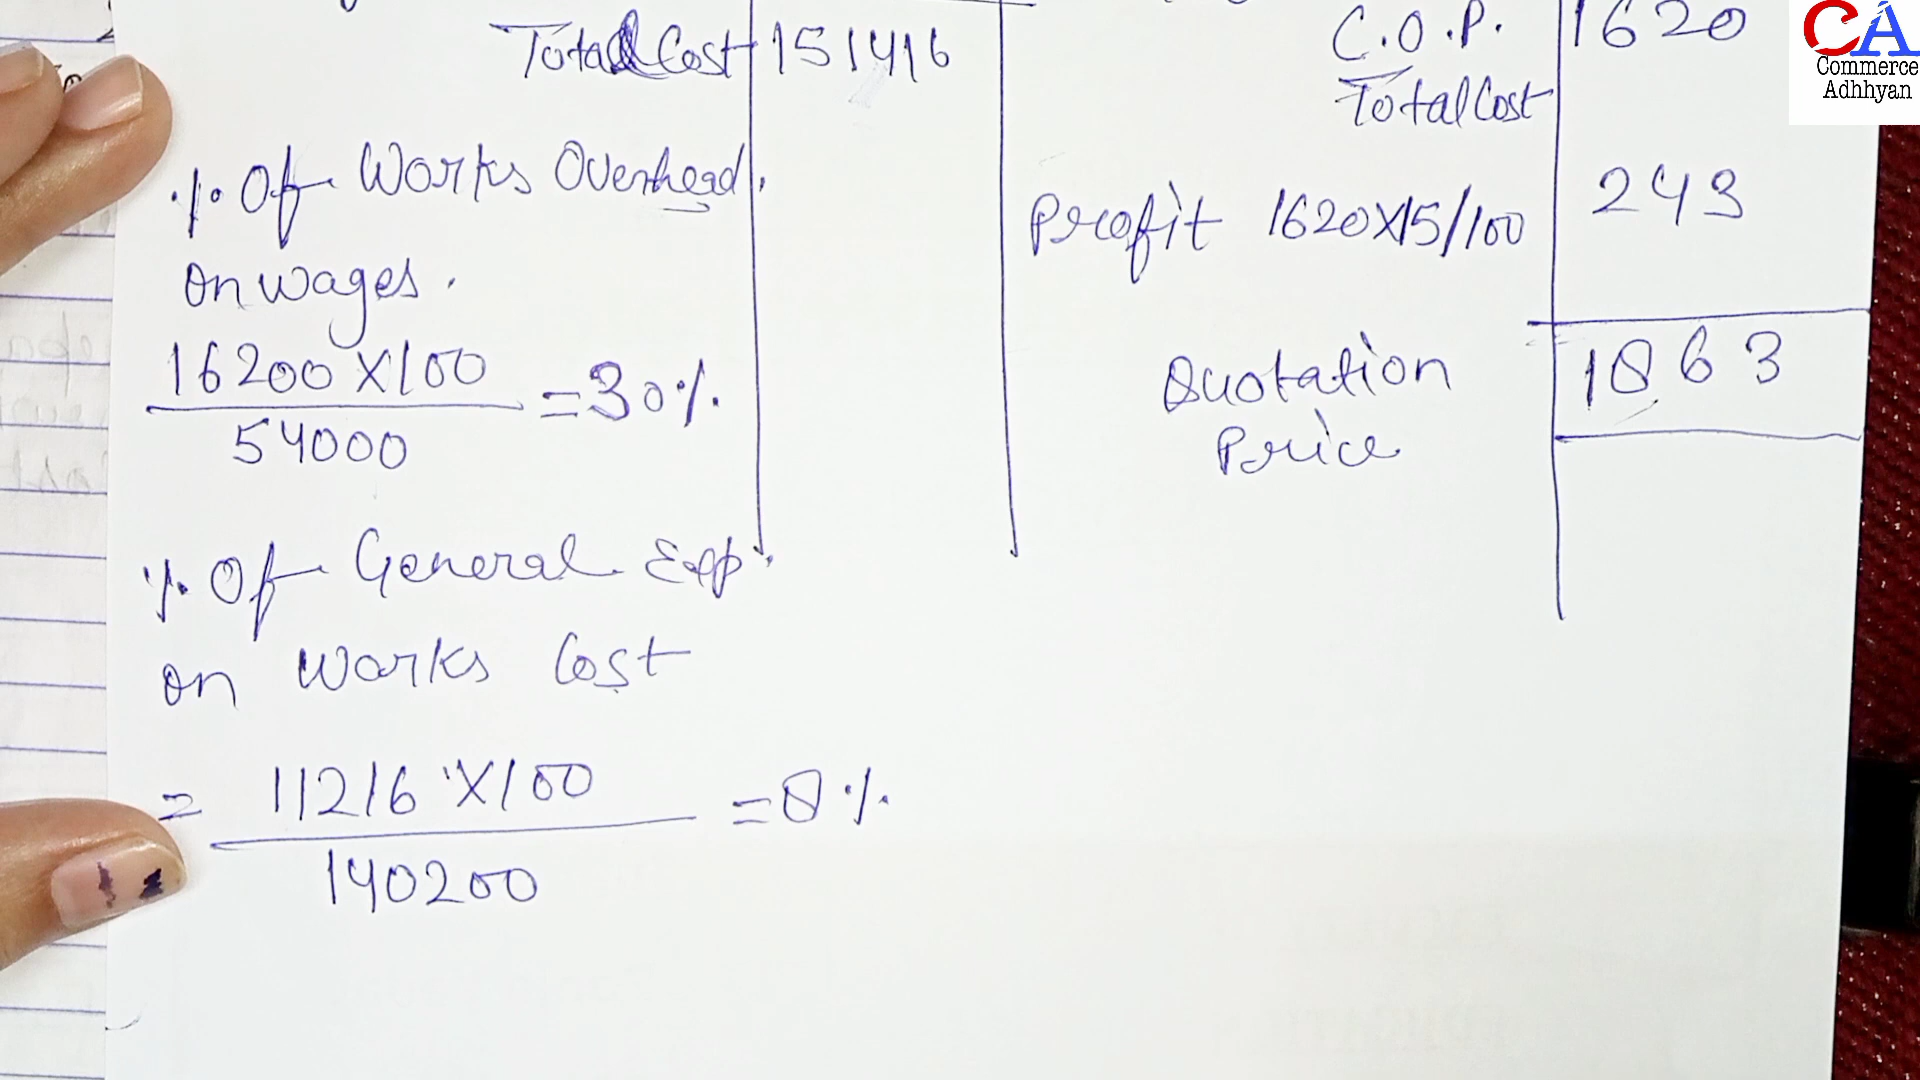 Total Cost 151416
% Of Works Overhead.
on wages.
16200 X 100
54000
= 30%.
% Of General Exp.
on Works Cost
= 11216 X 100
140200
= 8%
C.O.P. 1620
Total Cost
Profit 1620X15/100 243
Quotation 1863
Price
CA
Commerce
Adhhyan